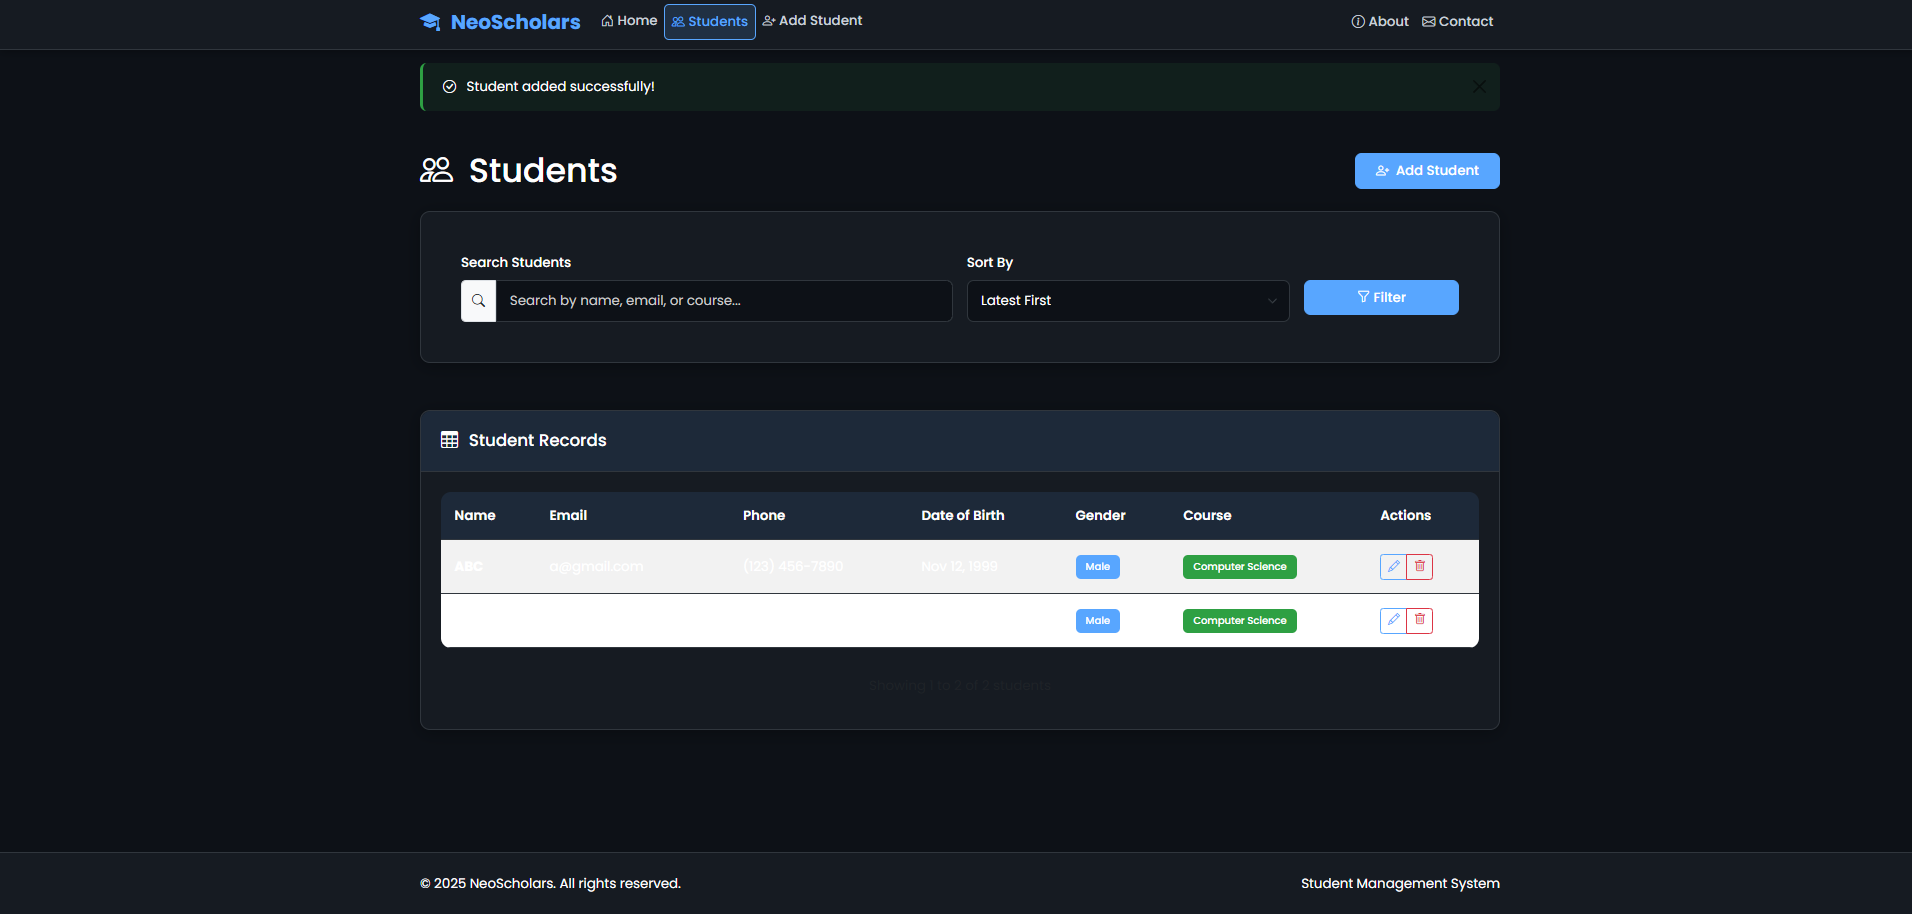 NeoScholars Home Students Add Student About Contact
Student added successfully!
Students
Add Student
Search Students
Sort By
Search by name, email, or course...
Latest First
Filter
Student Records
Name Email Phone Date of Birth Gender Course Actions
ABC a@gmail.com (123) 456-7890 Nov 12, 1999 Male Computer Science
Male Computer Science
Showing 1 to 2 of 2 students
© 2025 NeoScholars. All rights reserved.
Student Management System